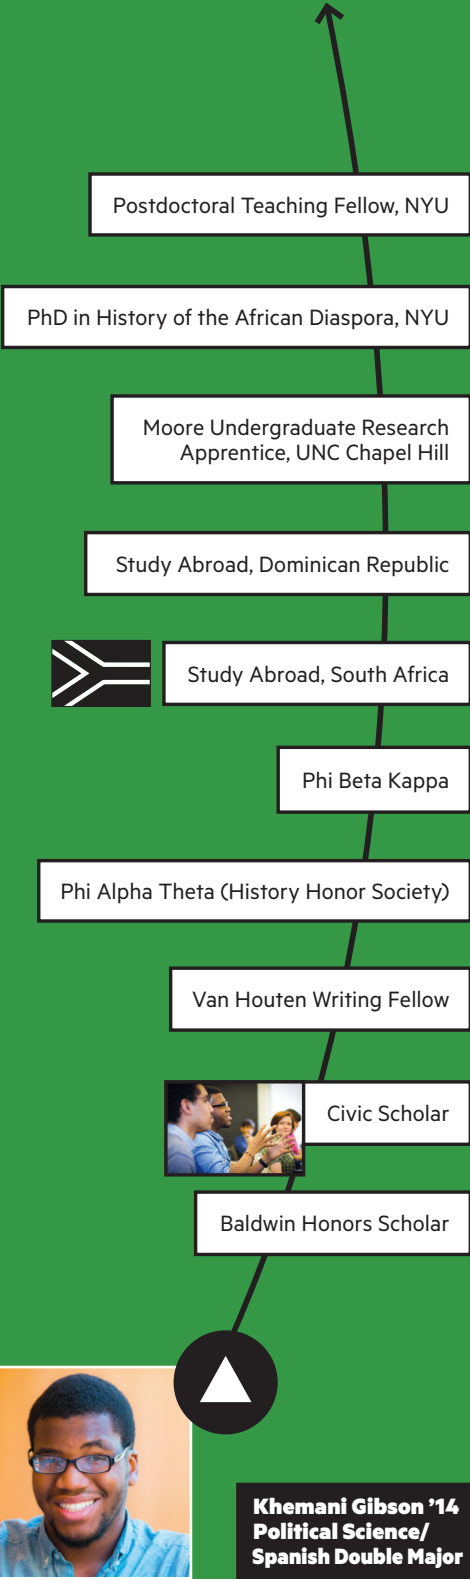 Postdoctoral Teaching Fellow, NYU
PhD in History of the African Diaspora, NYU
Moore Undergraduate Research
Apprentice, UNC Chapel Hill
Study Abroad, Dominican Republic
Study Abroad, South Africa
Phi Beta Kappa
Phi Alpha Theta (History Honor Society)
Van Houten Writing Fellow
Civic Scholar
Baldwin Honors Scholar
Khemani Gibson ’14
Political Science/
Spanish Double Major